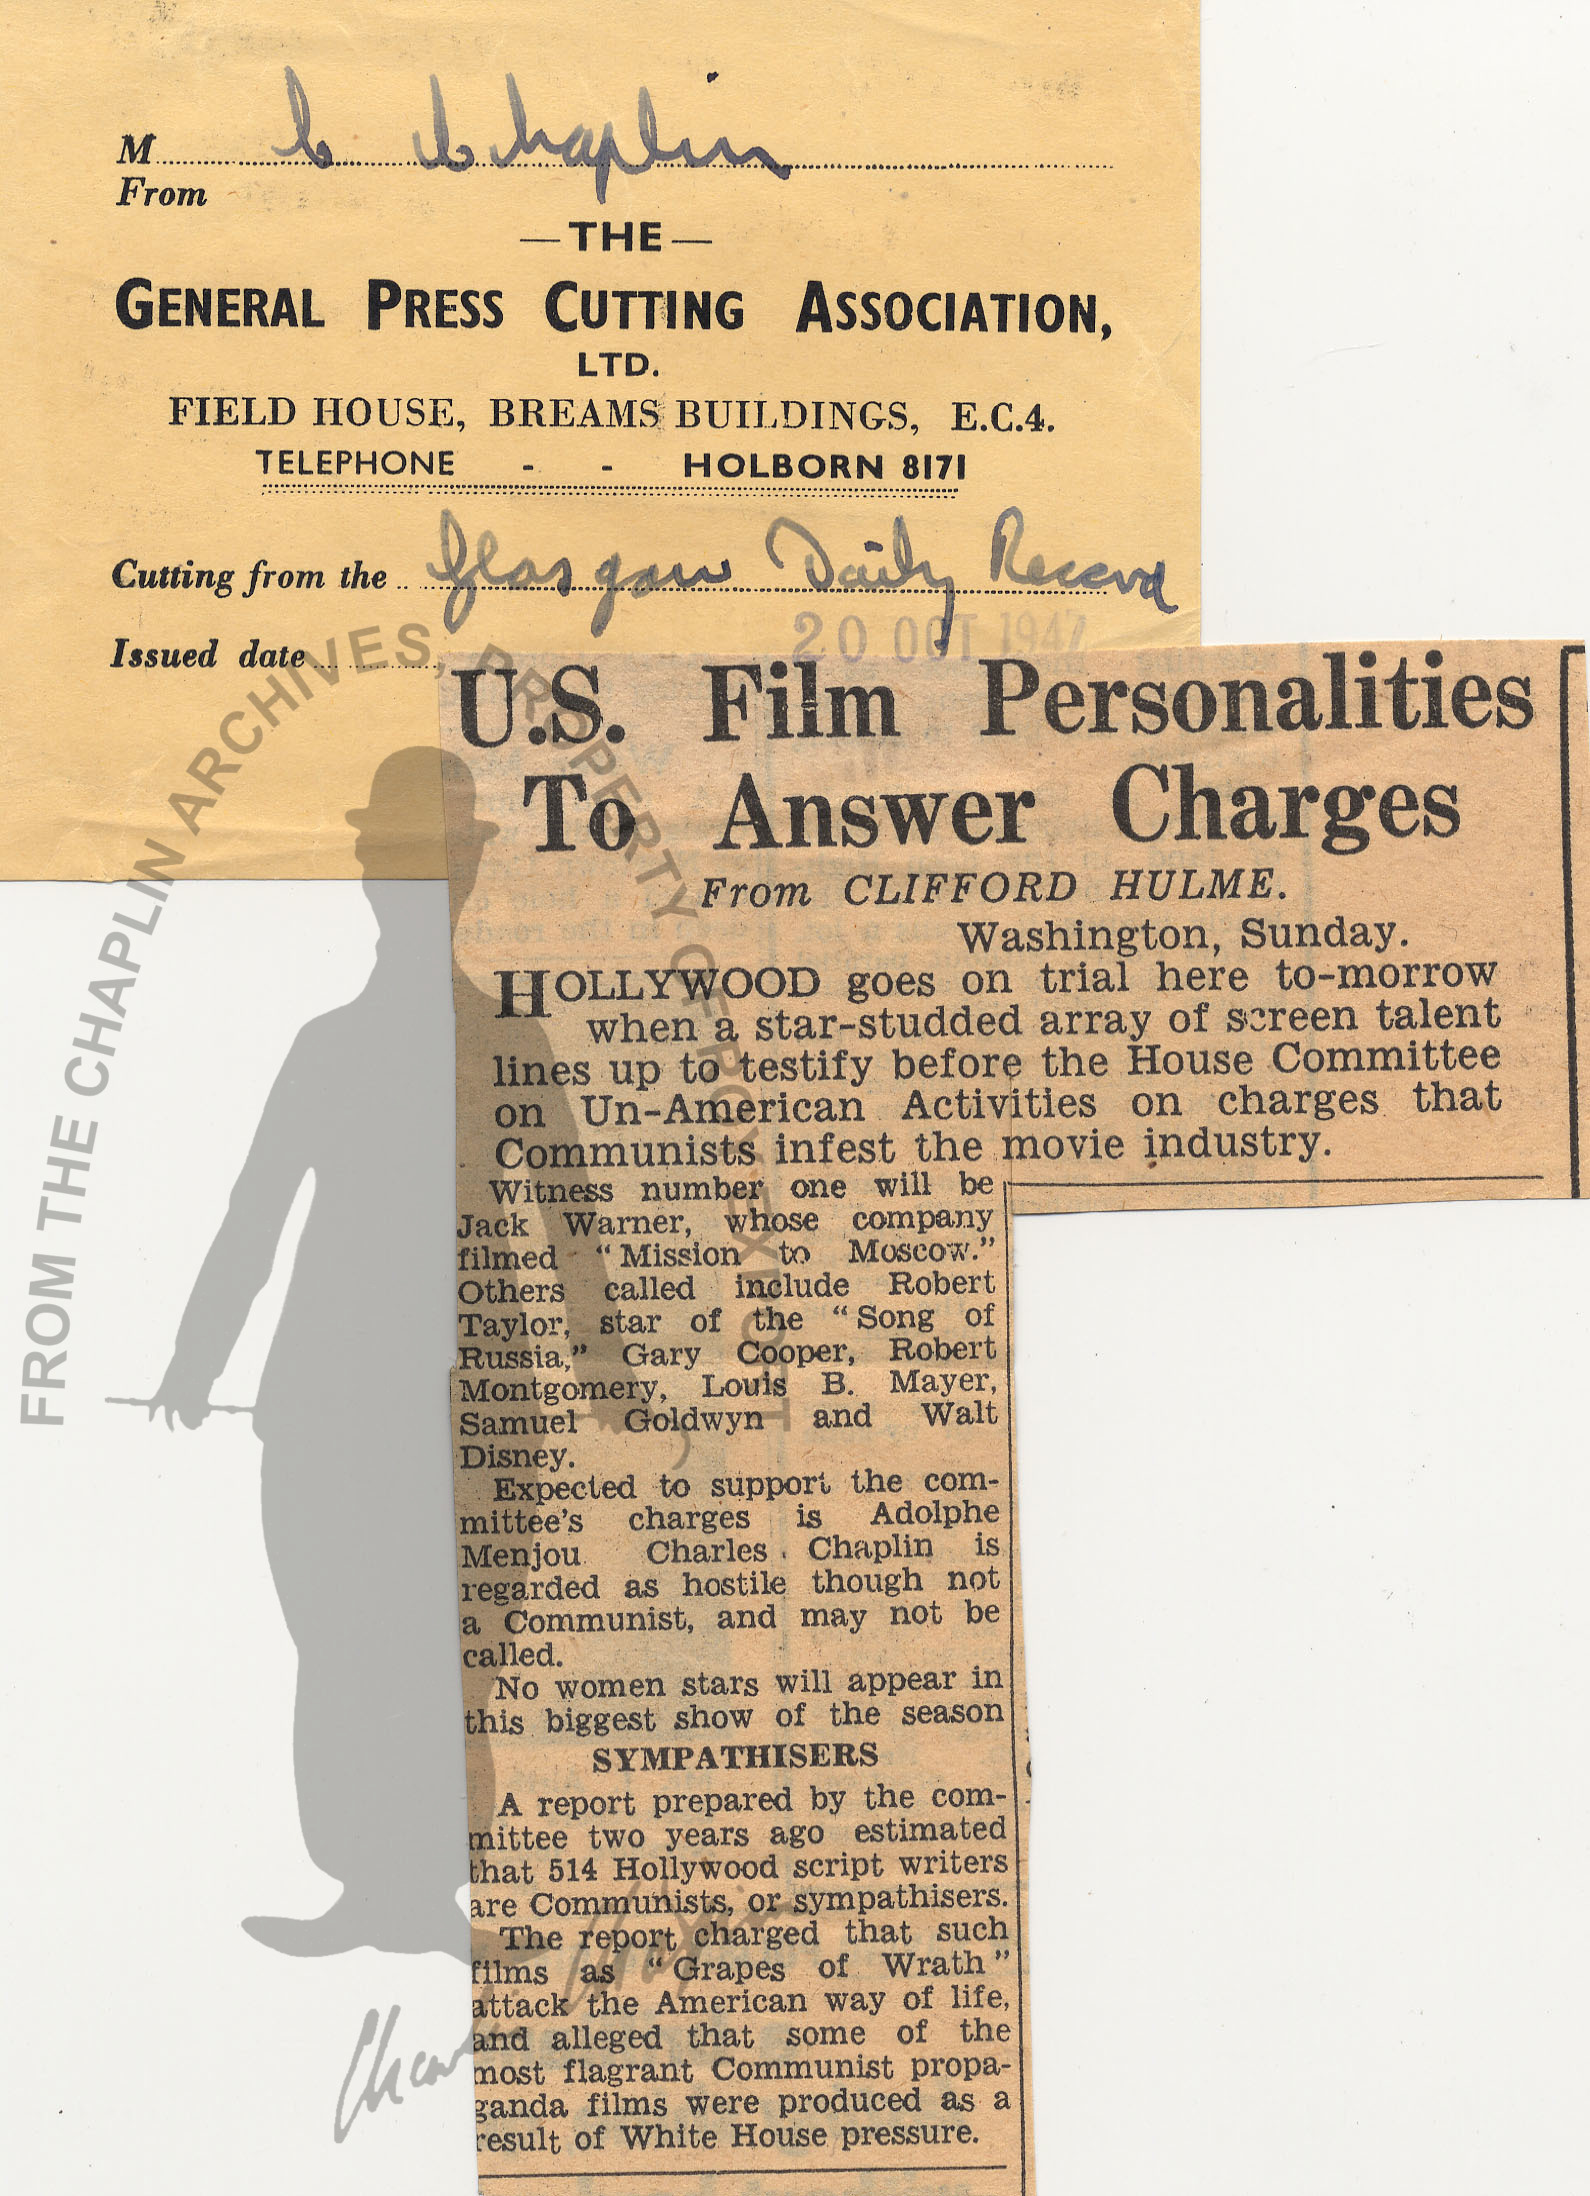 M C Chaplin
From
—THE—
GENERAL PRESS CUTTING ASSOCIATION,
LTD.
FIELD HOUSE, BREAMS BUILDINGS, E.C.4.
TELEPHONE - - HOLBORN 8171
Cutting from the Glasgow Daily Record
Issued date 20 OCT 1947
U.S. Film Personalities
To Answer Charges
From CLIFFORD HULME.
Washington, Sunday.
HOLLYWOOD goes on trial here to-morrow
when a star-studded array of screen talent
lines up to testify before the House Committee
on Un-American Activities on charges that
Communists infest the movie industry.
Witness number one will be
Jack Warner, whose company
filmed "Mission to Moscow."
Others called include Robert
Taylor, star of the "Song of
Russia," Gary Cooper, Robert
Montgomery, Louis B. Mayer,
Samuel Goldwyn and Walt
Disney.
Expected to support the com-
mittee's charges is Adolphe
Menjou Charles Chaplin is
regarded as hostile though not
a Communist, and may not be
called.
No women stars will appear in
this biggest show of the season
SYMPATHISERS
A report prepared by the com-
mittee two years ago estimated
that 514 Hollywood script writers
are Communists, or sympathisers.
The report charged that such
films as "Grapes of Wrath"
attack the American way of life,
and alleged that some of the
most flagrant Communist propa-
ganda films were produced as a
result of White House pressure.
FROM THE CHAPLIN ARCHIVES, PROPERTY OF ROY EXPORT
Charlie Chaplin